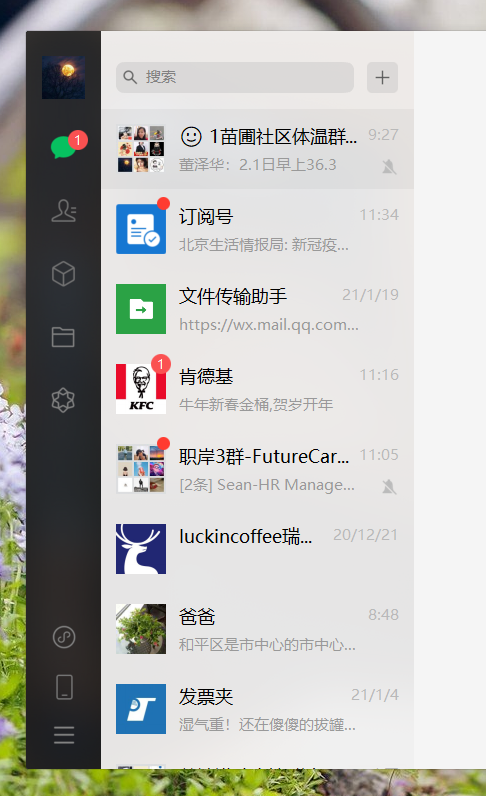 搜索
1
1苗圃社区体温群... 9:27
董泽华: 2.1日早上36.3
订阅号 11:34
北京生活情报局: 新冠疫...
文件传输助手 21/1/19
https://wx.mail.qq.com...
1
肯德基 11:16
KFC
牛年新春金桶,贺岁开年
职岸3群-FutureCar... 11:05
[2条] Sean-HR Manage...
luckincoffee瑞... 20/12/21
爸爸 8:48
和平区是市中心的市中心...
发票夹 21/1/4
湿气重！还在傻傻的拔罐...